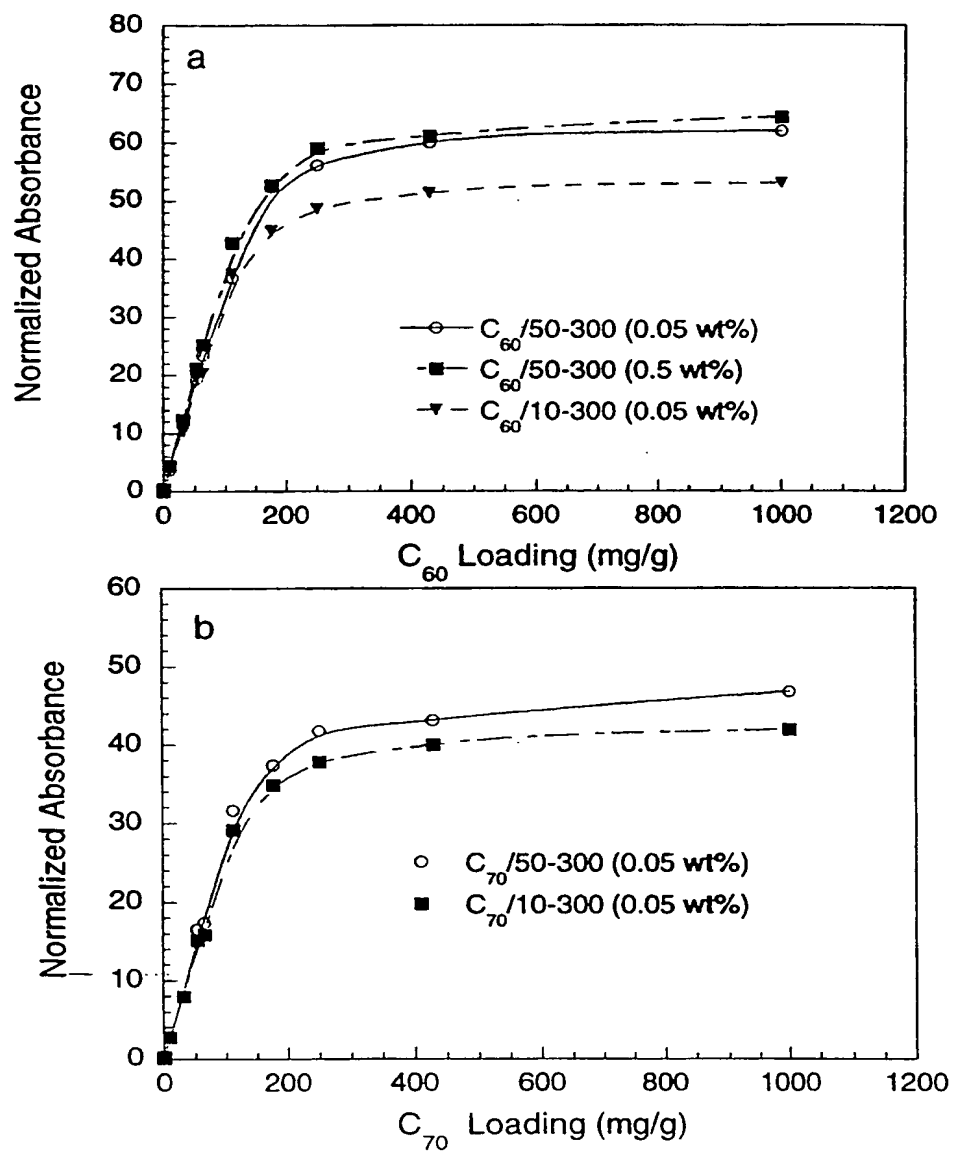 80
a
70
60
50
40
30
20
10
0
Normalized Absorbance
C60/50-300 (0.05 wt%)
C60/50-300 (0.5 wt%)
C60/10-300 (0.05 wt%)
0 200 400 600 800 1000 1200
C60 Loading (mg/g)
60
b
50
40
30
20
10
0
Normalized Absorbance
C70/50-300 (0.05 wt%)
C70/10-300 (0.05 wt%)
0 200 400 600 800 1000 1200
C70 Loading (mg/g)